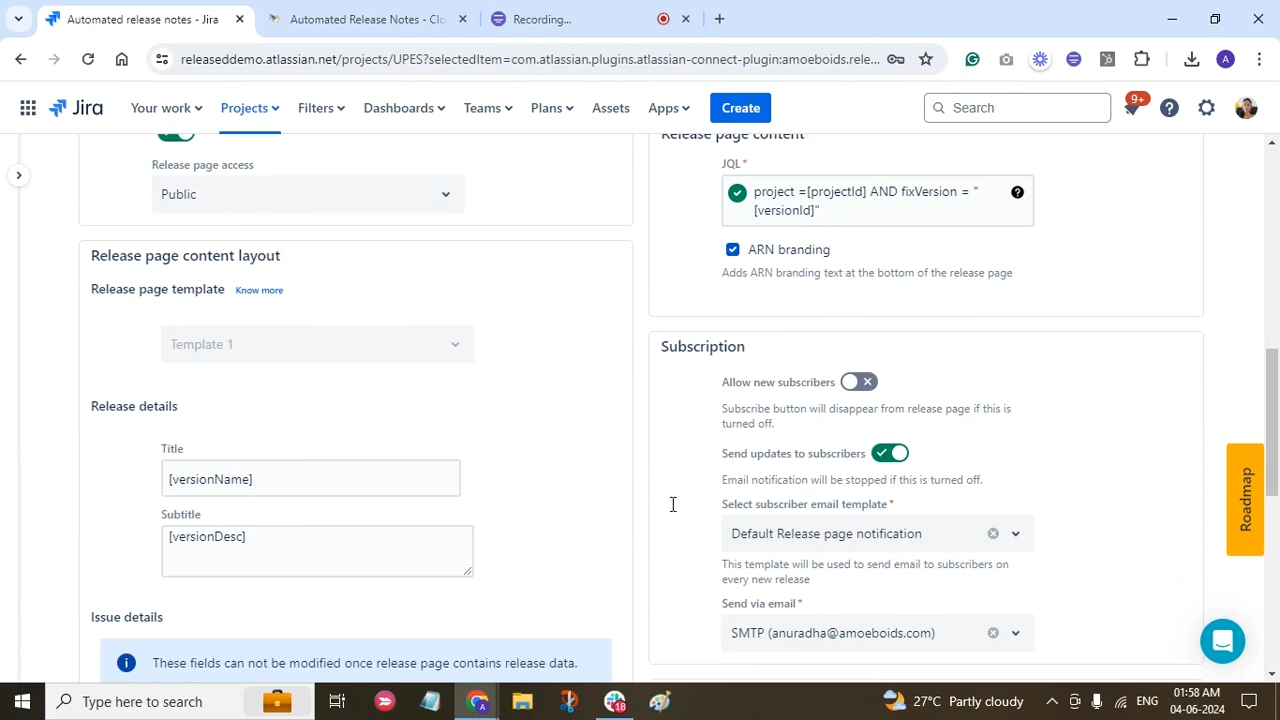 Automated release notes - Jira
Automated Release Notes - Clo
Recording...
releaseddemo.atlassian.net/projects/UPES?selectedItem=com.atlassian.plugins.atlassian-connect-plugin:amoeboids.rele...
A
Jira
Your work
Projects
Filters
Dashboards
Teams
Plans
Assets
Apps
Create
Search
9+
Release page access
Public
Release page content
JQL*
project =[projectId] AND fixVersion = "
[versionId]"
ARN branding
Adds ARN branding text at the bottom of the release page
Release page content layout
Release page template Know more
Template 1
Release details
Title
[versionName]
Subtitle
[versionDesc]
Issue details
These fields can not be modified once release page contains release data.
Subscription
Allow new subscribers
Subscribe button will disappear from release page if this is
turned off.
Send updates to subscribers
Email notification will be stopped if this is turned off.
Select subscriber email template*
Default Release page notification
This template will be used to send email to subscribers on
every new release
Send via email*
SMTP (anuradha@amoeboids.com)
Roadmap
Type here to search
18
27°C Partly cloudy
ENG
01:58 AM
04-06-2024